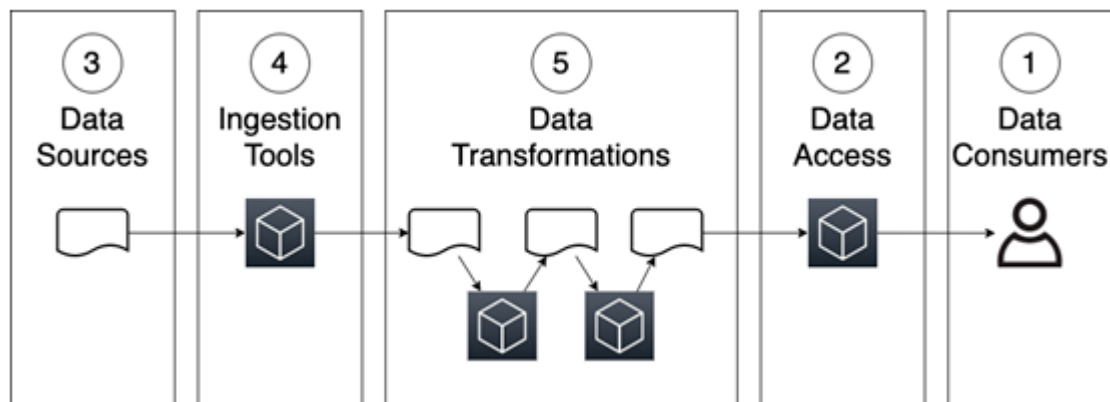 3
Data
Sources
4
Ingestion
Tools
5
Data
Transformations
2
Data
Access
1
Data
Consumers